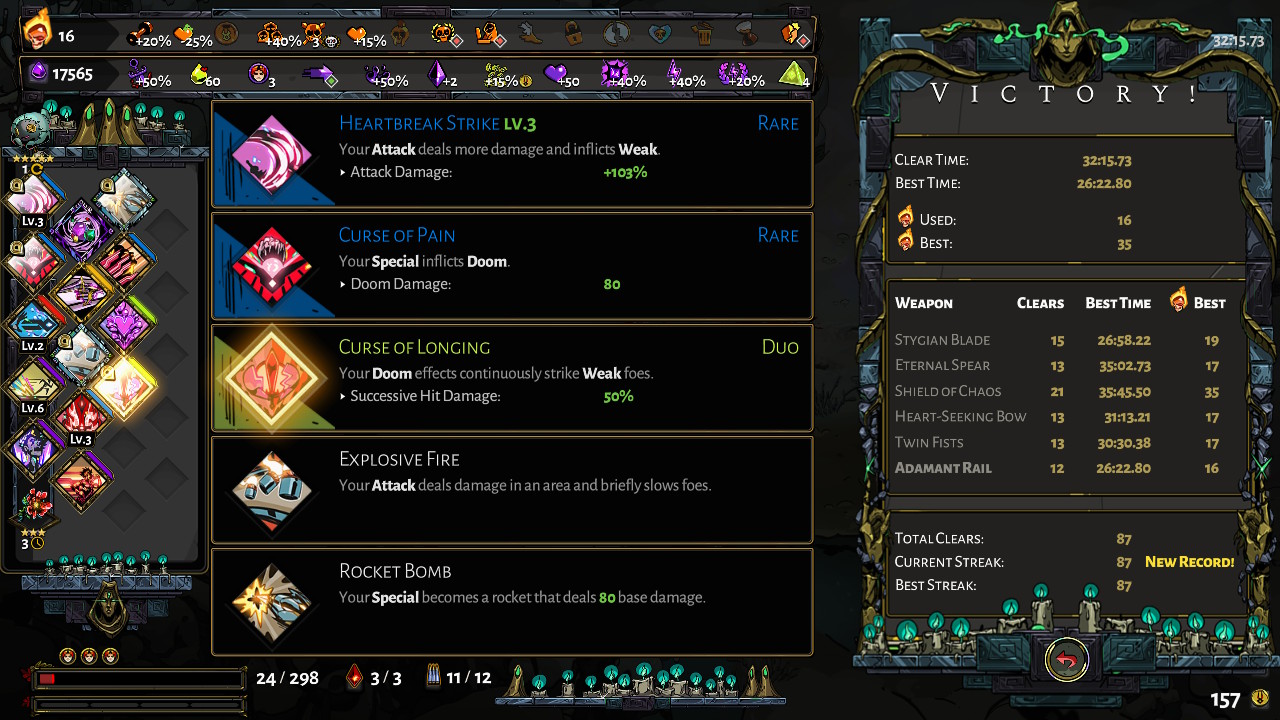 16
+20%
-25%
+40%
3
+15%
17565
+50%
-60
3
+50%
+2
+15%
+50
+40%
+40%
+20%
4
1
Lv.3
Lv.2
Lv.6
Lv.3
3
HEARTBREAK STRIKE LV.3
RARE
Your Attack deals more damage and inflicts Weak.
Attack Damage: +103%
CURSE OF PAIN
RARE
Your Special inflicts Doom.
Doom Damage: 80
CURSE OF LONGING
DUO
Your Doom effects continuously strike Weak foes.
Successive Hit Damage: 50%
EXPLOSIVE FIRE
Your Attack deals damage in an area and briefly slows foes.
ROCKET BOMB
Your Special becomes a rocket that deals 80 base damage.
24 / 298
3 / 3
11 / 12
32:15.73
VICTORY!
CLEAR TIME: 32:15.73
BEST TIME: 26:22.80
USED: 16
BEST: 35
WEAPON CLEARS BEST TIME BEST
STYGIAN BLADE 15 26:58.22 19
ETERNAL SPEAR 13 35:02.73 17
SHIELD OF CHAOS 21 35:45.50 35
HEART-SEEKING BOW 13 31:13.21 17
TWIN FISTS 13 30:30.38 17
ADAMANT RAIL 12 26:22.80 16
TOTAL CLEARS: 87
CURRENT STREAK: 87 NEW RECORD!
BEST STREAK: 87
157